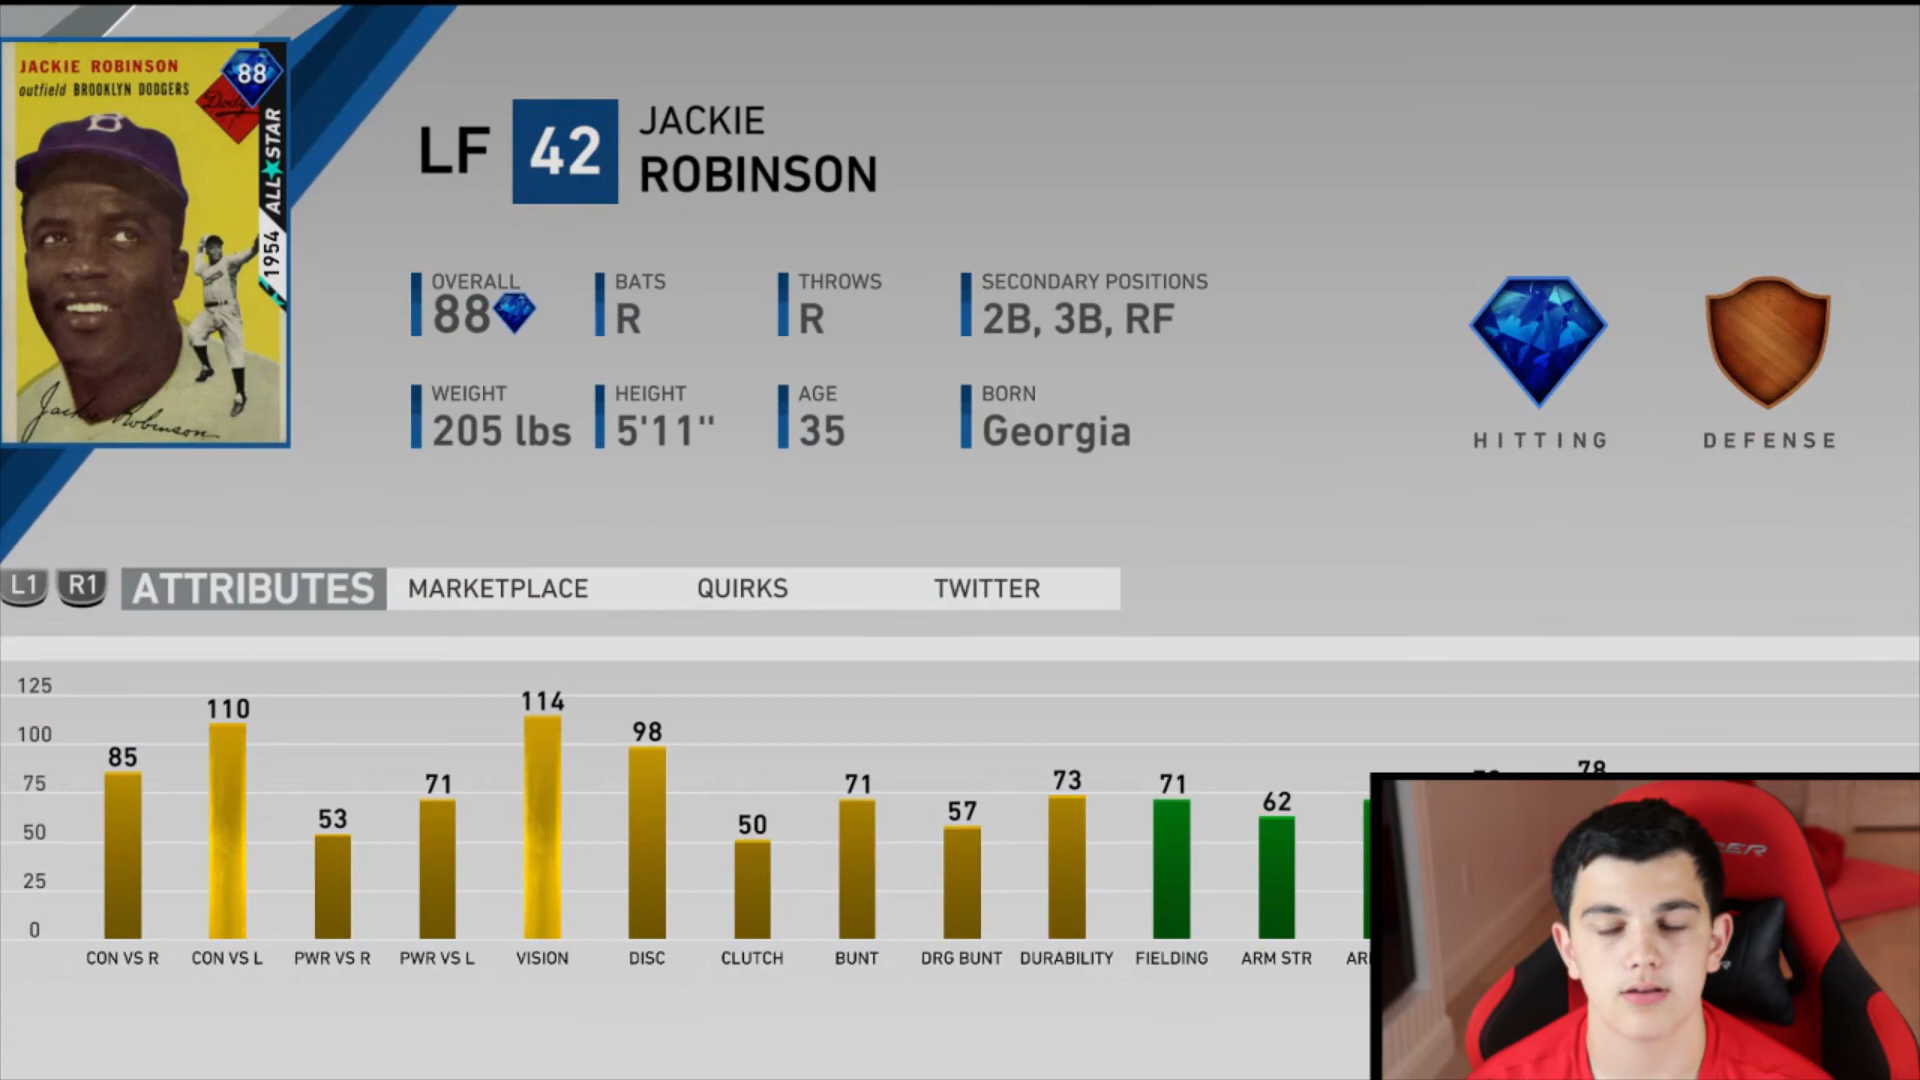 JACKIE ROBINSON
outfield BROOKLYN DODGERS
88
Dodgers
B
1954 ALL★STAR
Jackie Robinson
LF 42 JACKIE
ROBINSON
OVERALL BATS THROWS SECONDARY POSITIONS
88 R R 2B, 3B, RF
WEIGHT HEIGHT AGE BORN
205 lbs 5'11" 35 Georgia
HITTING DEFENSE
L1 R1 ATTRIBUTES MARKETPLACE QUIRKS TWITTER
125
100
75
50
25
0
85 110 53 71 114 98 50 71 57 73 71 62 78
CON VS R CON VS L PWR VS R PWR VS L VISION DISC CLUTCH BUNT DRG BUNT DURABILITY FIELDING ARM STR